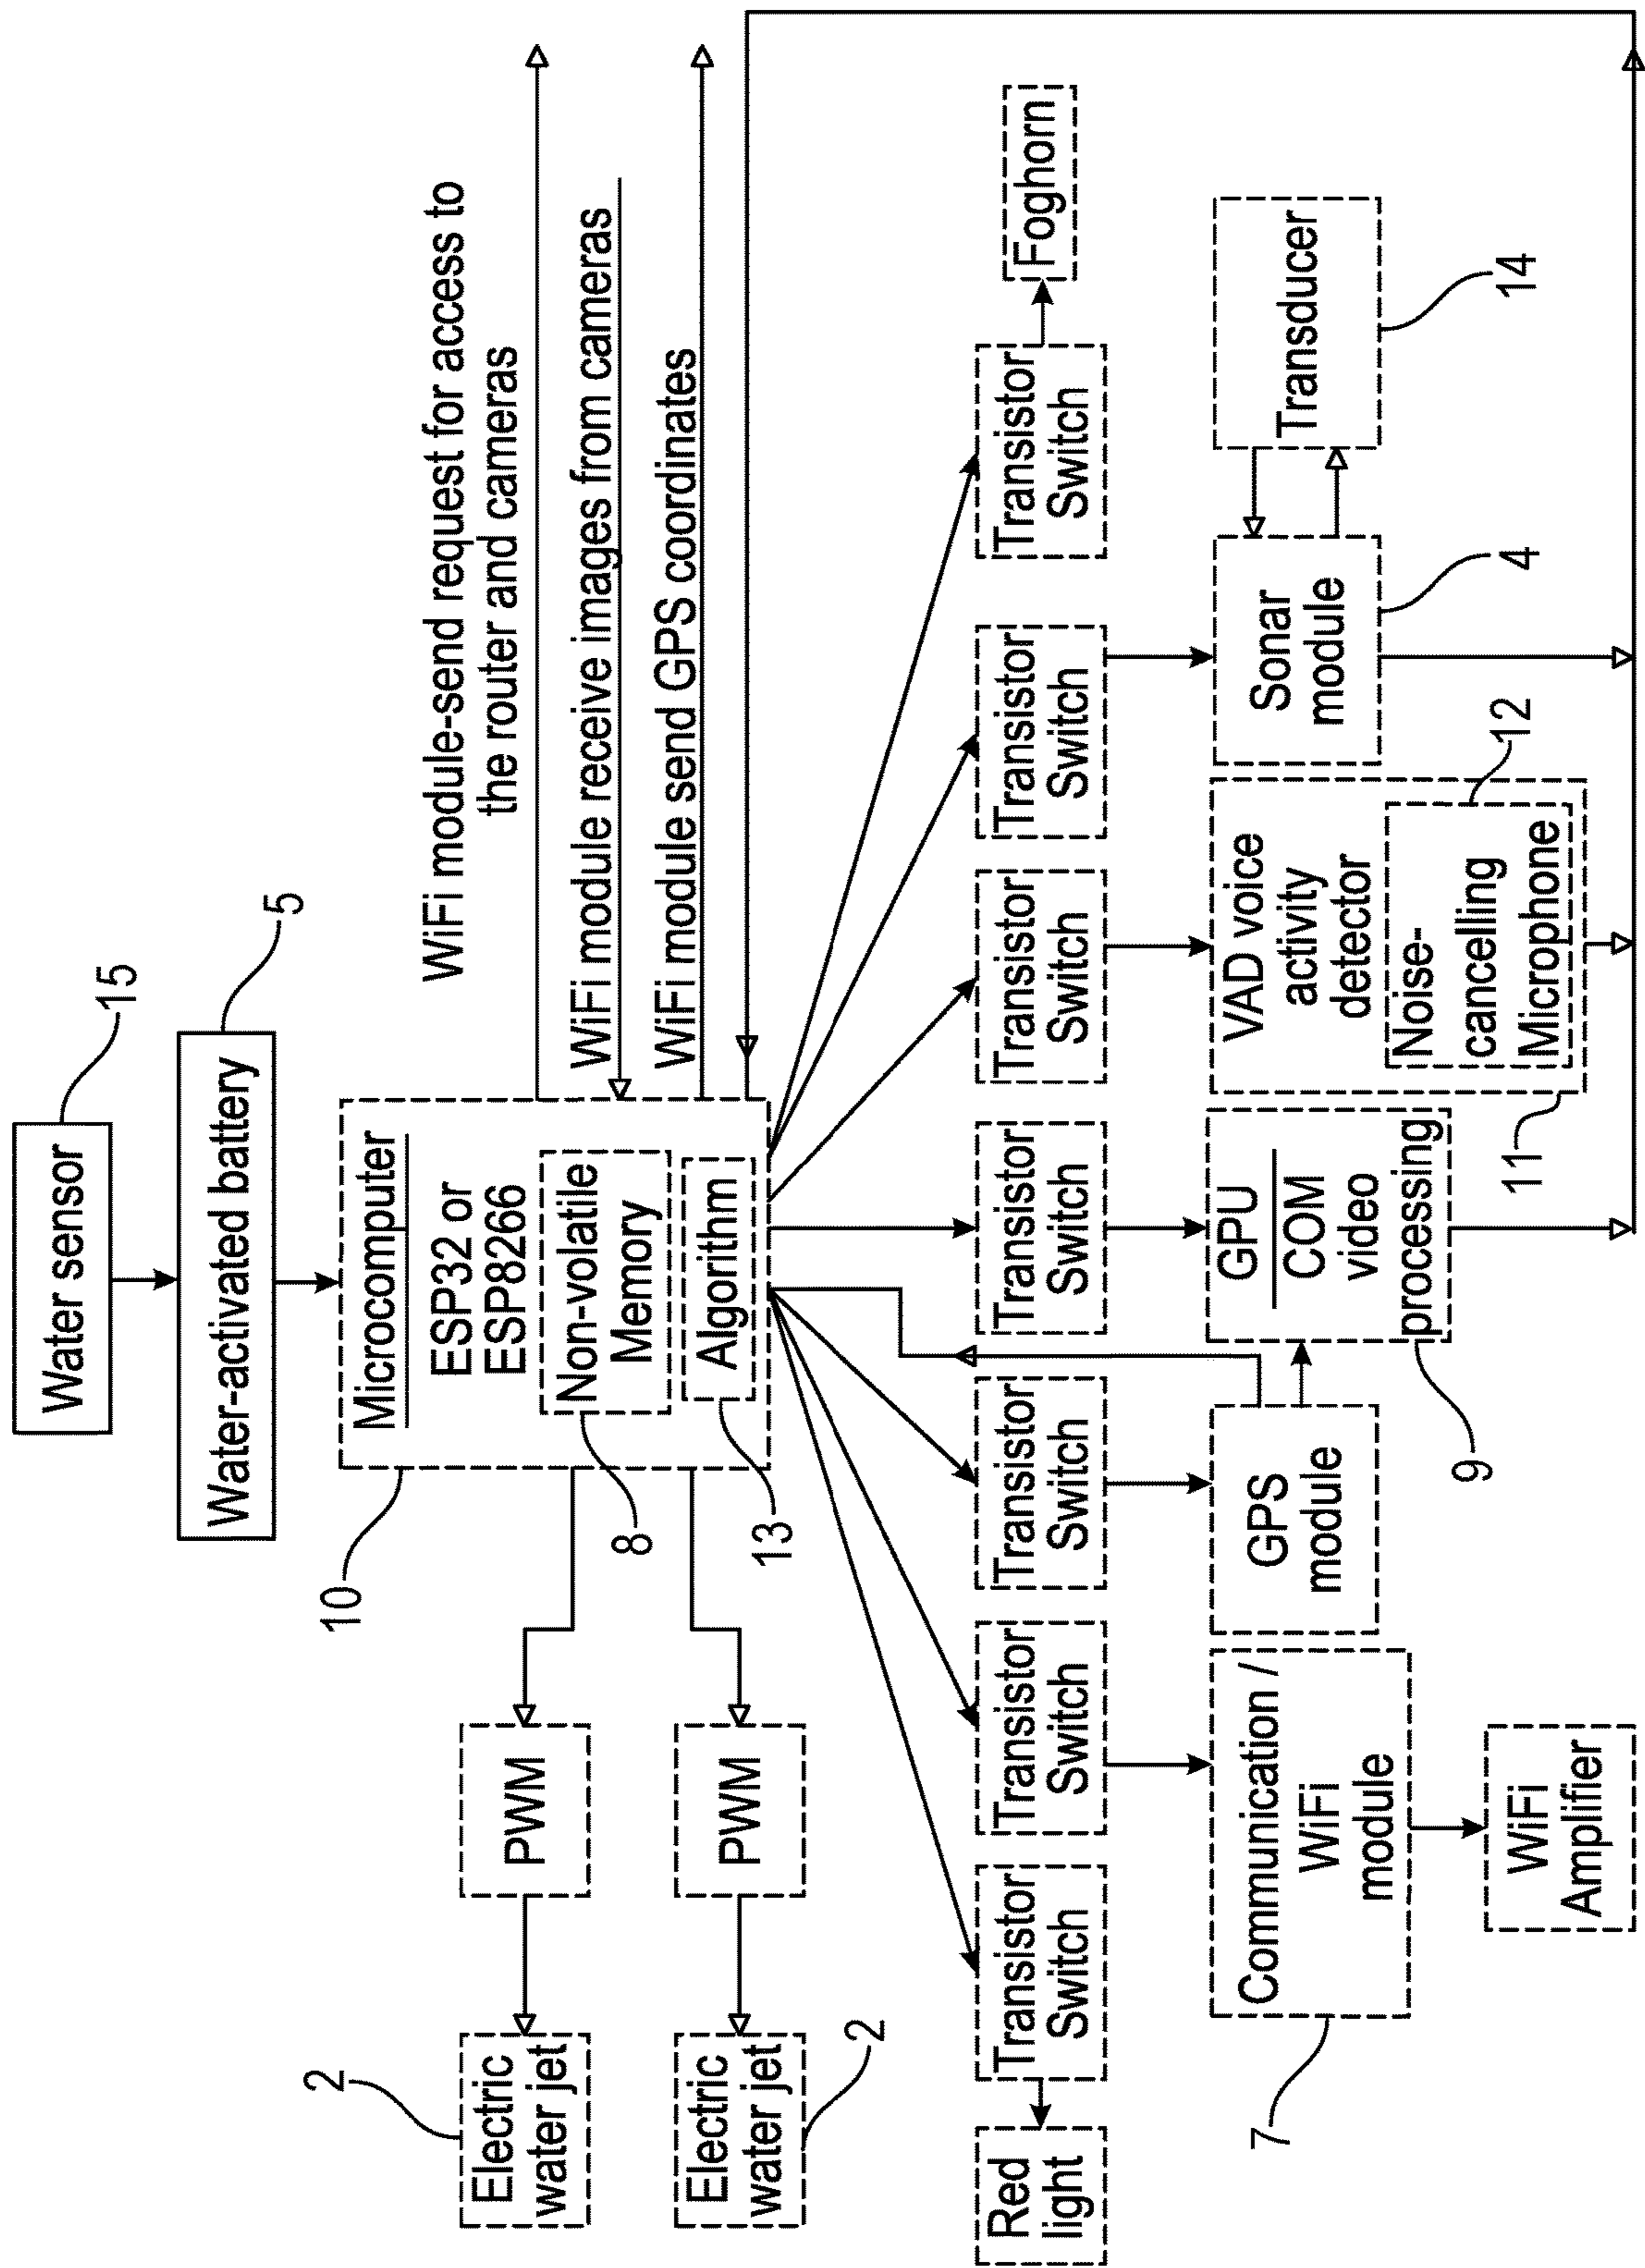 Water sensor
15
Water-activated battery
5
Microcomputer
ESP32 or
ESP8266
Non-volatile
Memory
Algorithm
10
8
13
WiFi module-send request for access to
the router and cameras
WiFi module receive images from cameras
WiFi module send GPS coordinates
PWM
Electric
water jet
2
PWM
Electric
water jet
2
Red
light
Transistor
Switch
Transistor
Switch
Transistor
Switch
Transistor
Switch
Transistor
Switch
Transistor
Switch
Transistor
Switch
Foghorn
Communication /
WiFi
module
7
GPS
module
GPU
COM
video
processing
9
VAD voice
activity
detector
Noise-
cancelling
Microphone
11
12
Sonar
module
4
Transducer
14
WiFi
Amplifier